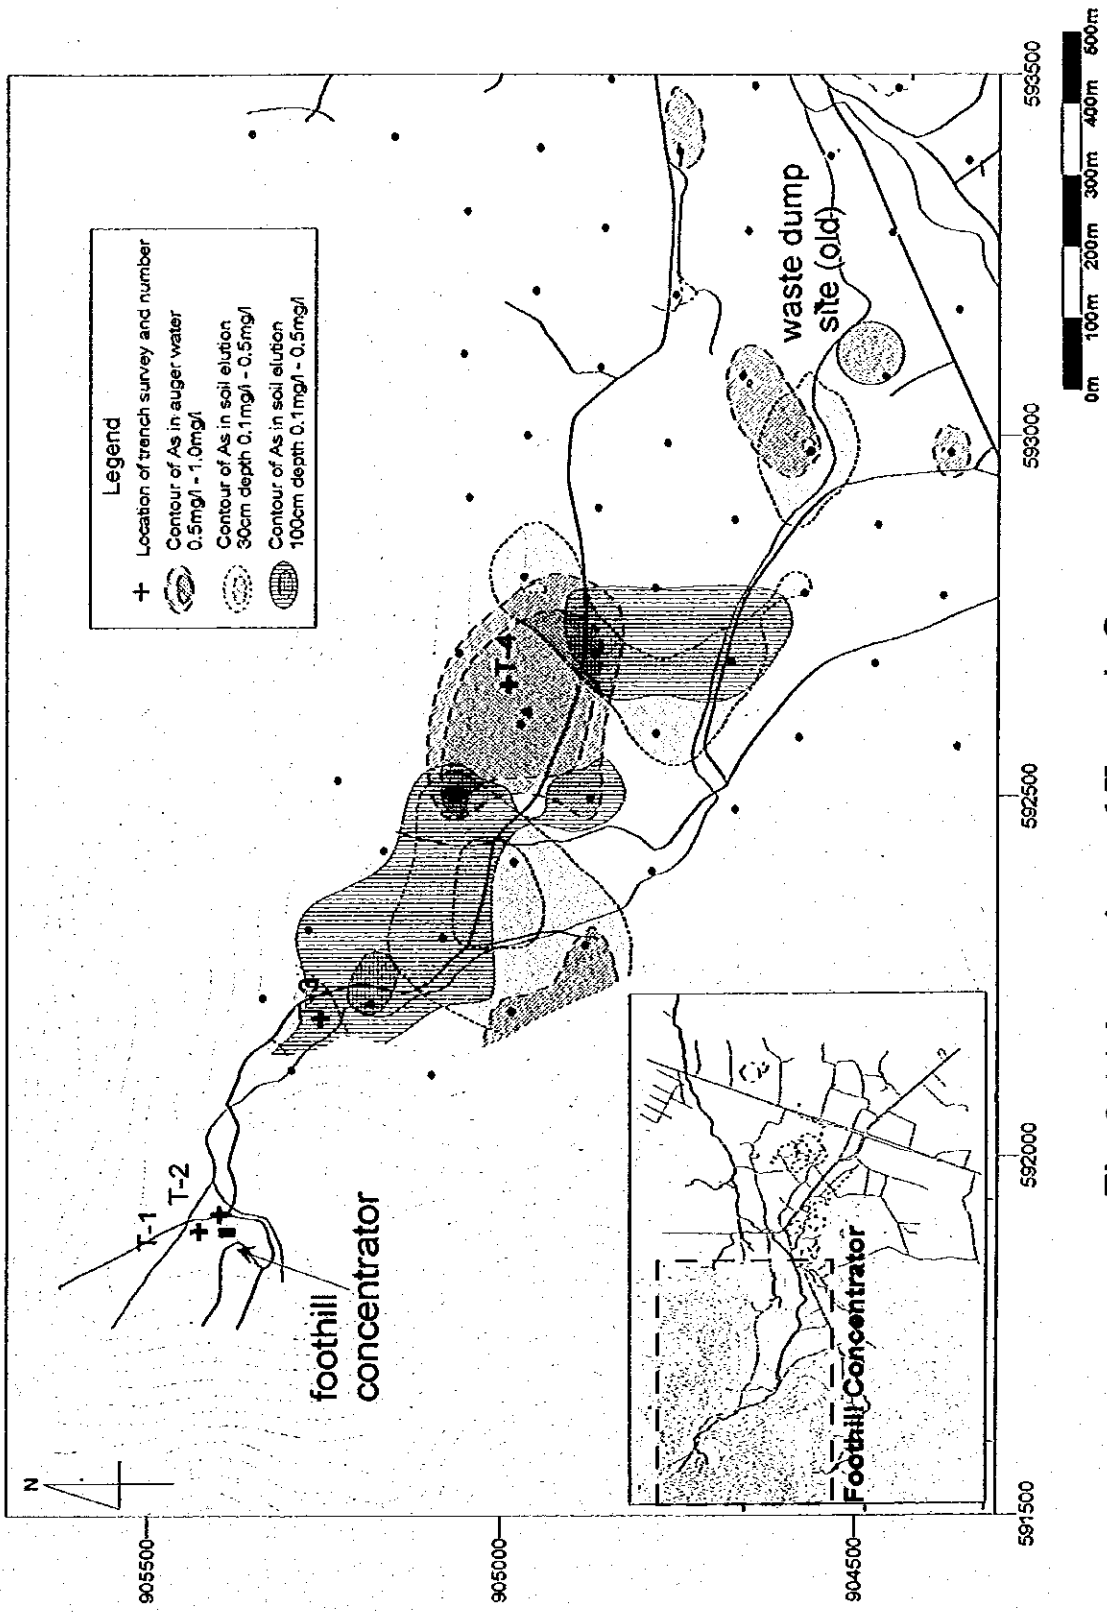 Legend
Location of trench survey and number
Contour of As in auger water
0.5mg/l - 1.0mg/l
Contour of As in soil elution
30cm depth 0.1mg/l - 0.5mg/l
Contour of As in soil elution
100cm depth 0.1mg/l - 0.5mg/l
N
T-1
T-2
T-4
foothill
concentrator
waste dump
site (old)
Foothill Concentrator
905500
905000
904500
591500
592000
592500
593000
593500
0m
100m
200m
300m
400m
500m